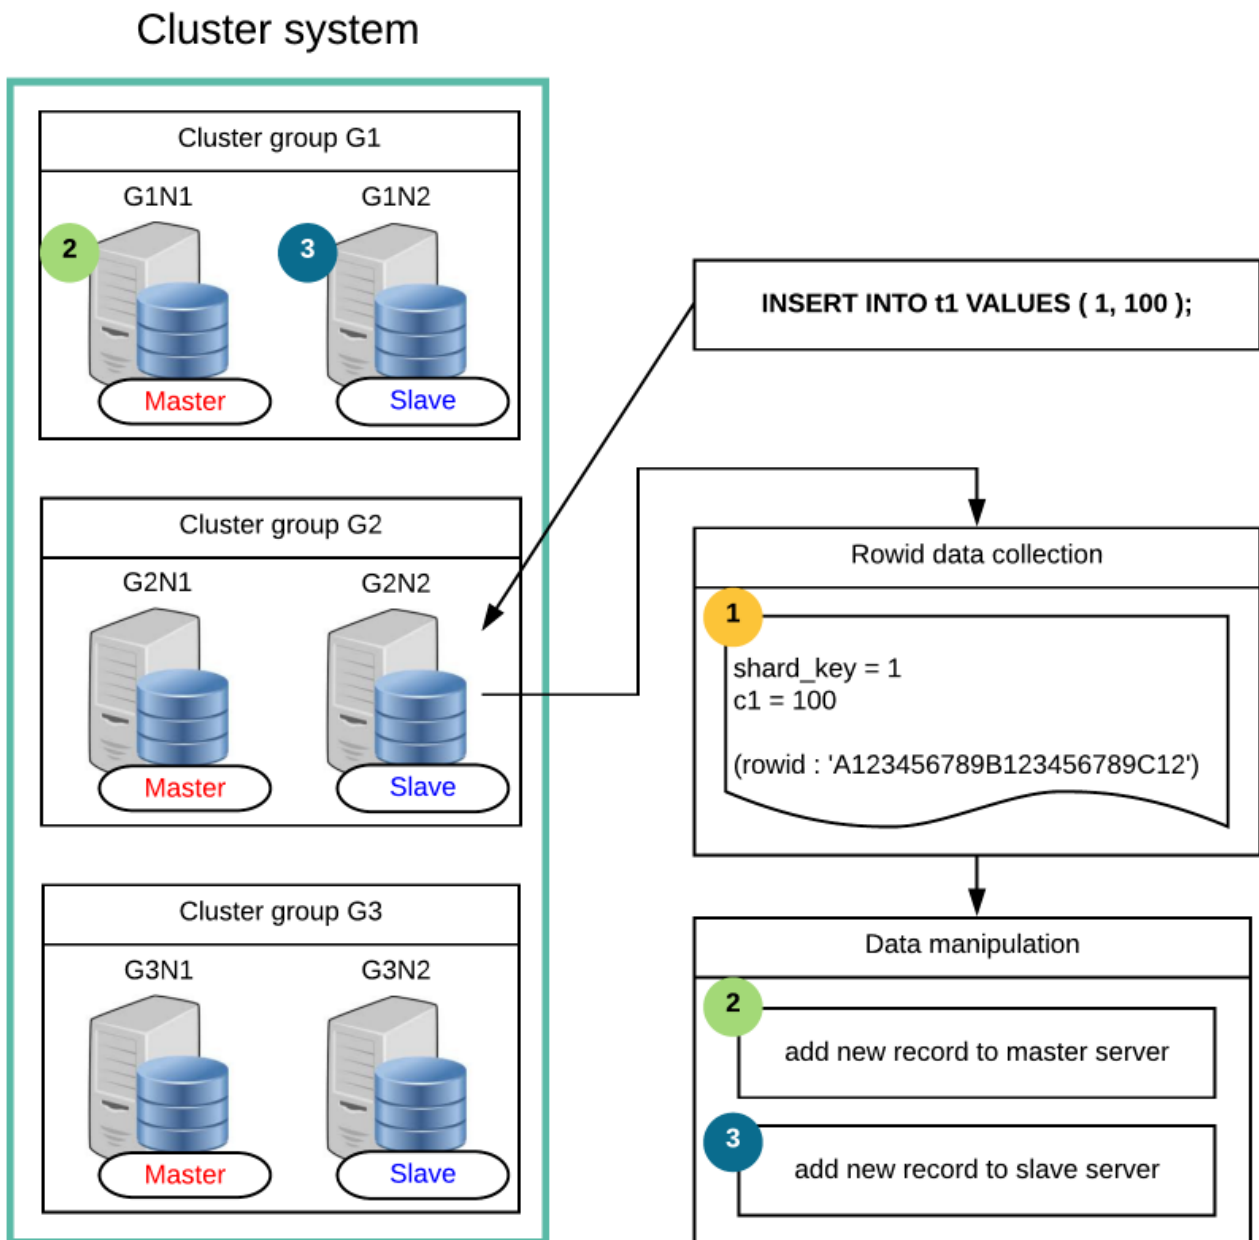 Cluster system
Cluster group G1
G1N1
G1N2
2
3
Master
Slave
INSERT INTO t1 VALUES ( 1, 100 );
Cluster group G2
G2N1
G2N2
Master
Slave
Rowid data collection
1
shard_key = 1
c1 = 100
(rowid : 'A123456789B123456789C12')
Cluster group G3
G3N1
G3N2
Master
Slave
Data manipulation
2
add new record to master server
3
add new record to slave server